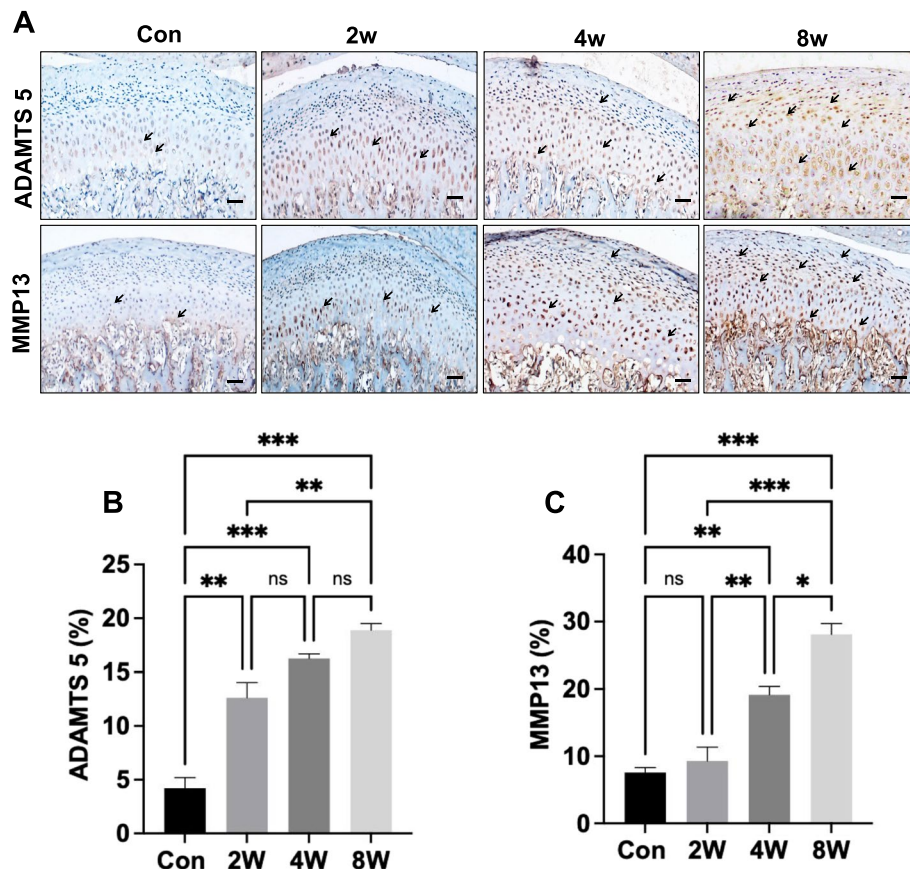 A
Con 2w 4w 8w
ADAMTS 5
MMP13
B
***
**
***
** ns ns
25
20
15
10
5
0
ADAMTS 5 (%)
Con 2W 4W 8W
C
***
***
**
ns ** *
40
30
20
10
0
MMP13 (%)
Con 2W 4W 8W